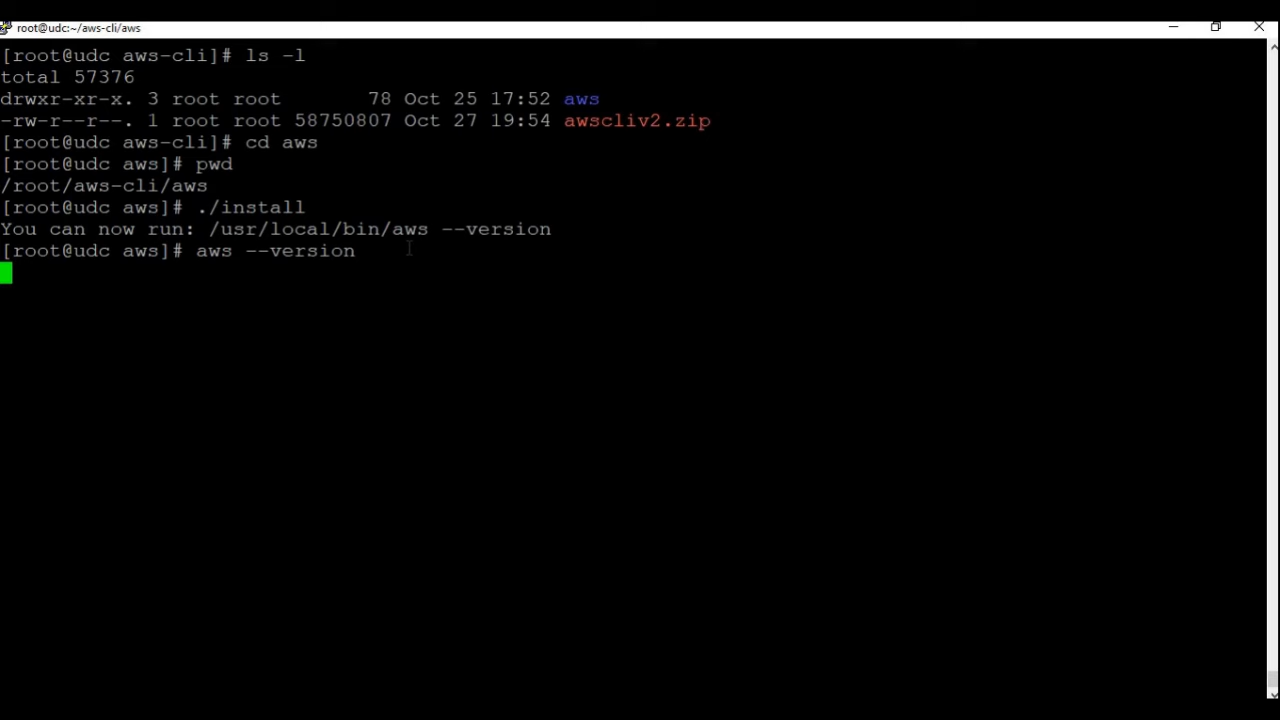 root@udc:~/aws-cli/aws
[root@udc aws-cli]# ls -l
total 57376
drwxr-xr-x. 3 root root       78 Oct 25 17:52 aws
-rw-r--r--. 1 root root 58750807 Oct 27 19:54 awscliv2.zip
[root@udc aws-cli]# cd aws
[root@udc aws]# pwd
/root/aws-cli/aws
[root@udc aws]# ./install
You can now run: /usr/local/bin/aws --version
[root@udc aws]# aws --version